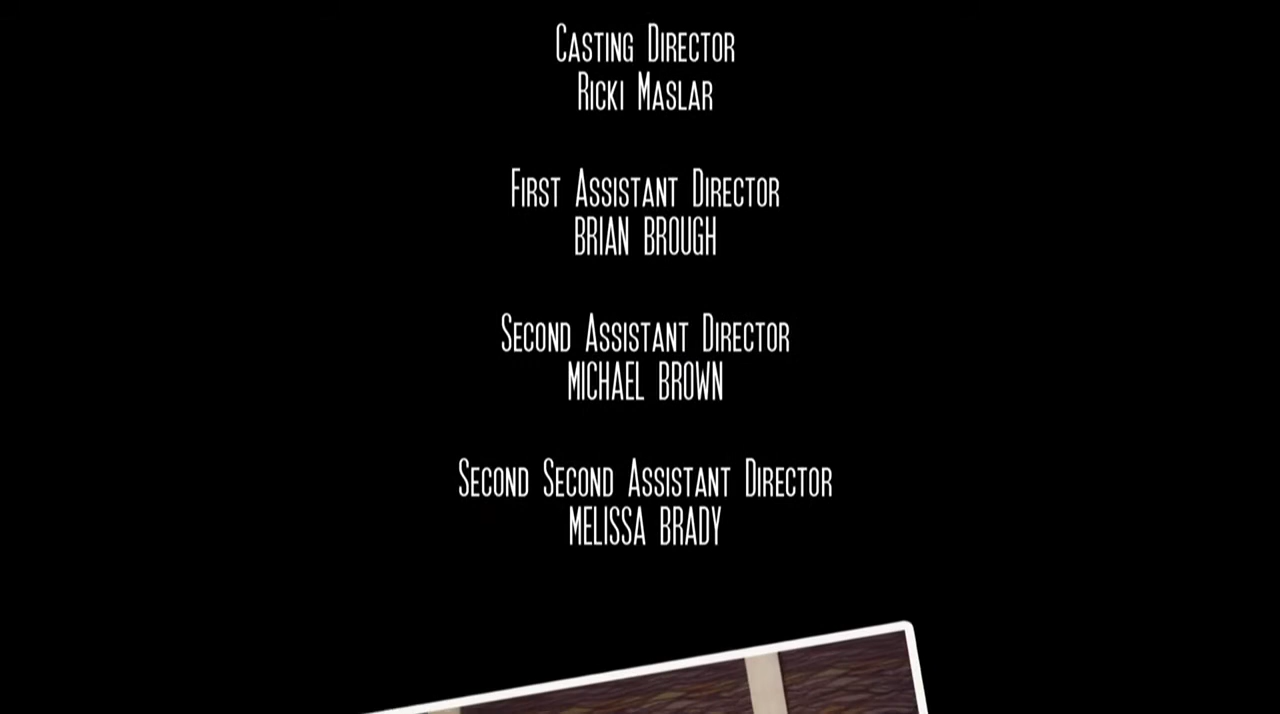 Casting Director
Ricki Maslar
First Assistant Director
BRIAN BROUGH
Second Assistant Director
MICHAEL BROWN
Second Second Assistant Director
MELISSA BRADY